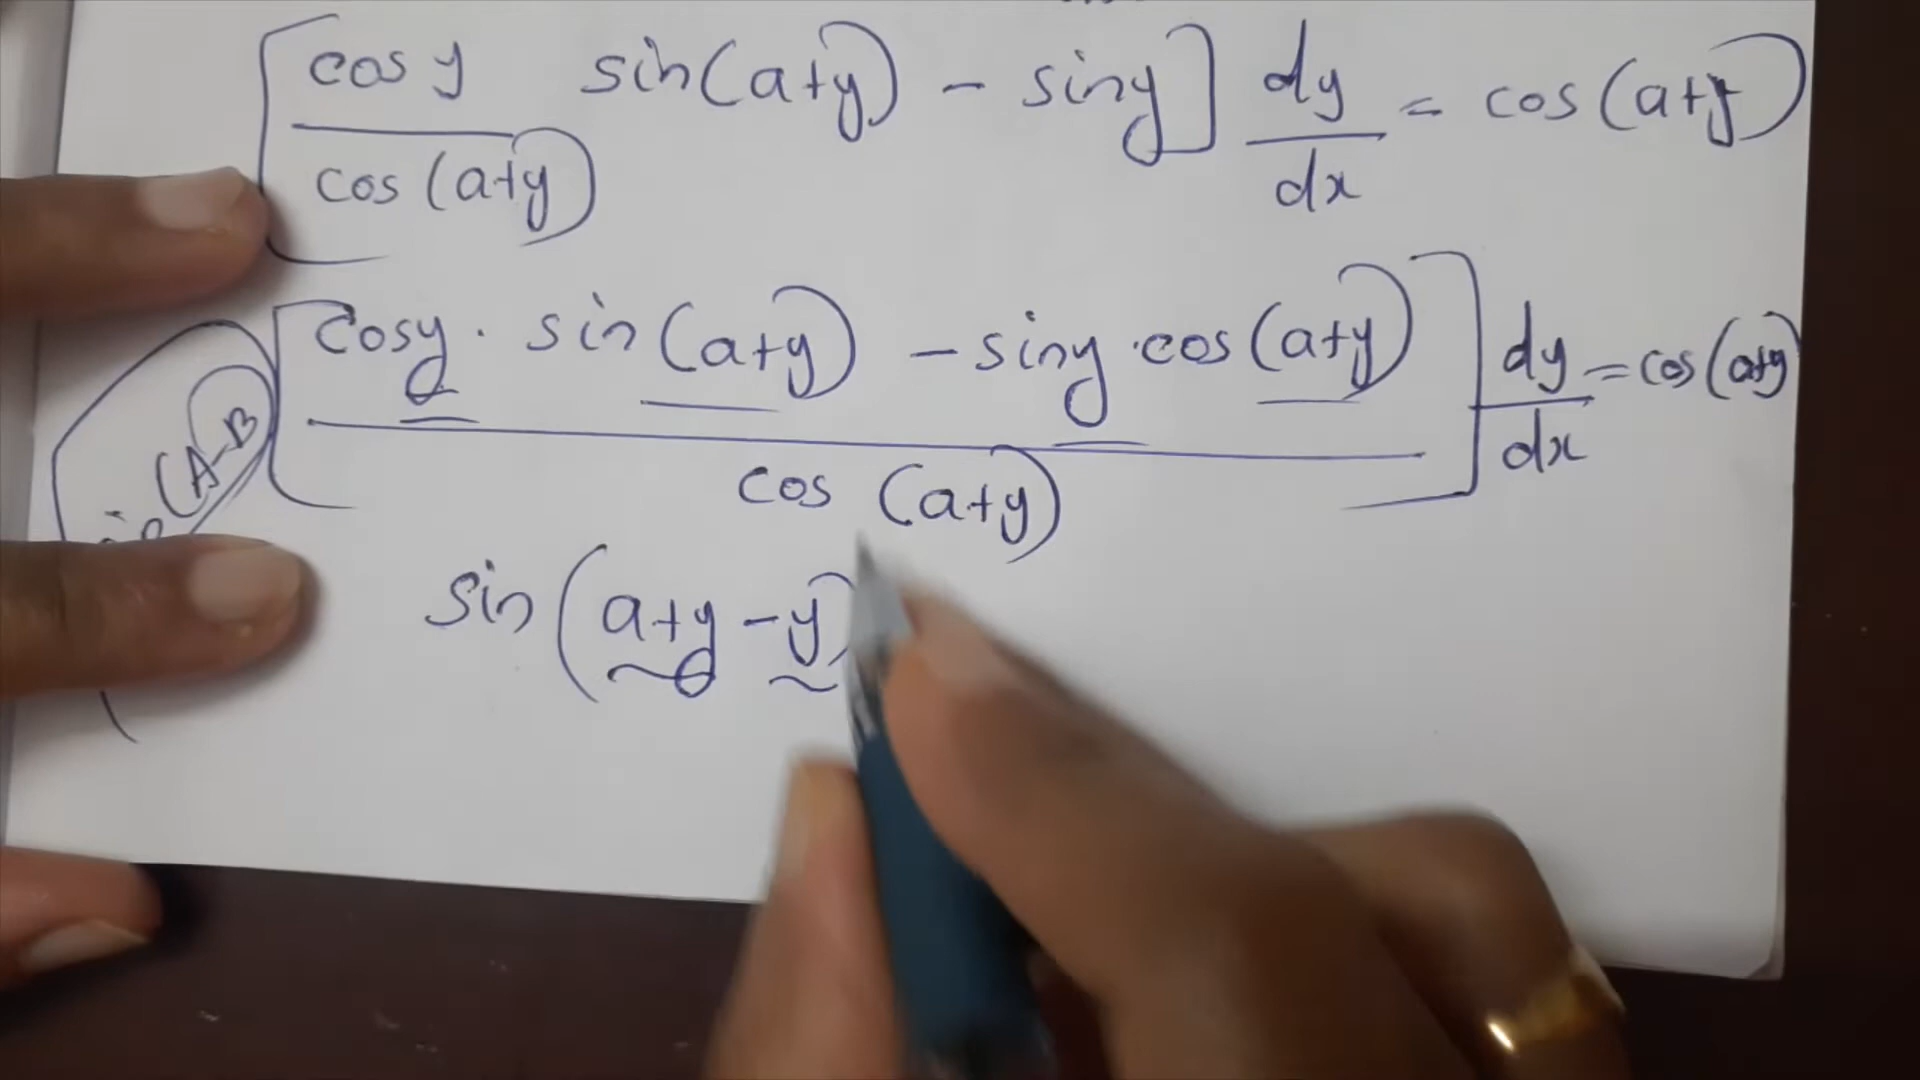 [cos y / cos (a+y) sin(a+y) - sin y] dy/dx = cos (a+y)
[cos y . sin (a+y) - sin y . cos (a+y) / cos (a+y)] dy/dx = cos (a+y)
(A-B)
sin (a+y - y)